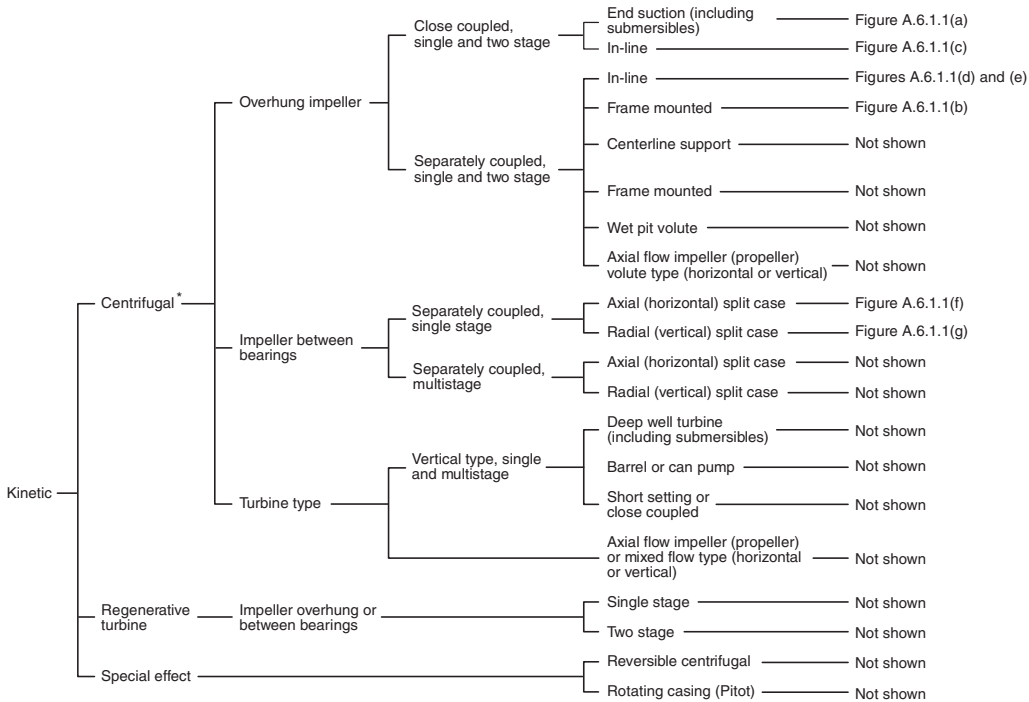 End suction (including
submersibles)
Figure A.6.1.1(a)
Close coupled,
single and two stage
In-line
Figure A.6.1.1(c)
In-line
Figures A.6.1.1(d) and (e)
Overhung impeller
Frame mounted
Figure A.6.1.1(b)
Centerline support
Not shown
Separately coupled,
single and two stage
Frame mounted
Not shown
Wet pit volute
Not shown
Axial flow impeller (propeller)
volute type (horizontal or vertical)
Not shown
Centrifugal*
Separately coupled,
single stage
Axial (horizontal) split case
Figure A.6.1.1(f)
Radial (vertical) split case
Figure A.6.1.1(g)
Impeller between
bearings
Separately coupled,
multistage
Axial (horizontal) split case
Not shown
Radial (vertical) split case
Not shown
Deep well turbine
(including submersibles)
Not shown
Vertical type, single
and multistage
Barrel or can pump
Not shown
Kinetic
Turbine type
Short setting or
close coupled
Not shown
Axial flow impeller (propeller)
or mixed flow type (horizontal
or vertical)
Not shown
Regenerative
turbine
Impeller overhung or
between bearings
Single stage
Not shown
Two stage
Not shown
Special effect
Reversible centrifugal
Not shown
Rotating casing (Pitot)
Not shown